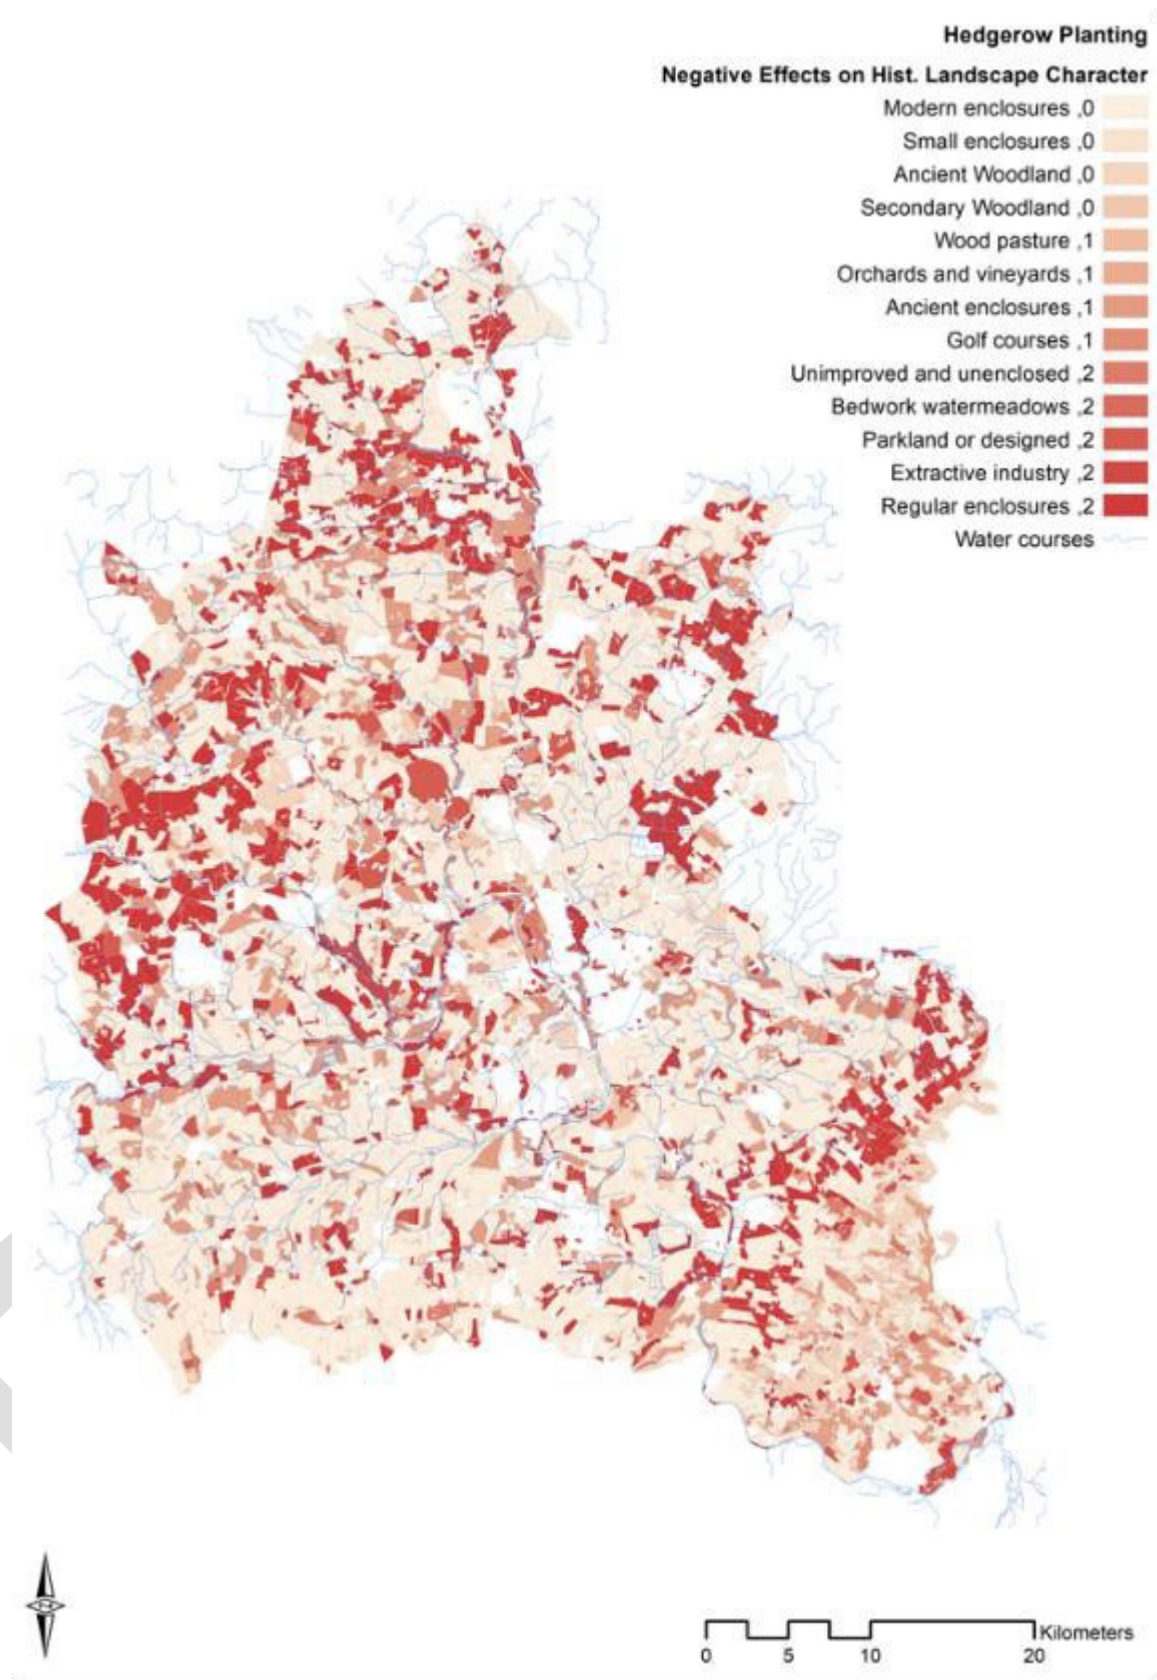 Hedgerow Planting
Negative Effects on Hist. Landscape Character
Modern enclosures ,0
Small enclosures ,0
Ancient Woodland ,0
Secondary Woodland ,0
Wood pasture ,1
Orchards and vineyards ,1
Ancient enclosures ,1
Golf courses ,1
Unimproved and unenclosed ,2
Bedwork watermeadows ,2
Parkland or designed ,2
Extractive industry ,2
Regular enclosures ,2
Water courses
Kilometers
0 5 10 20